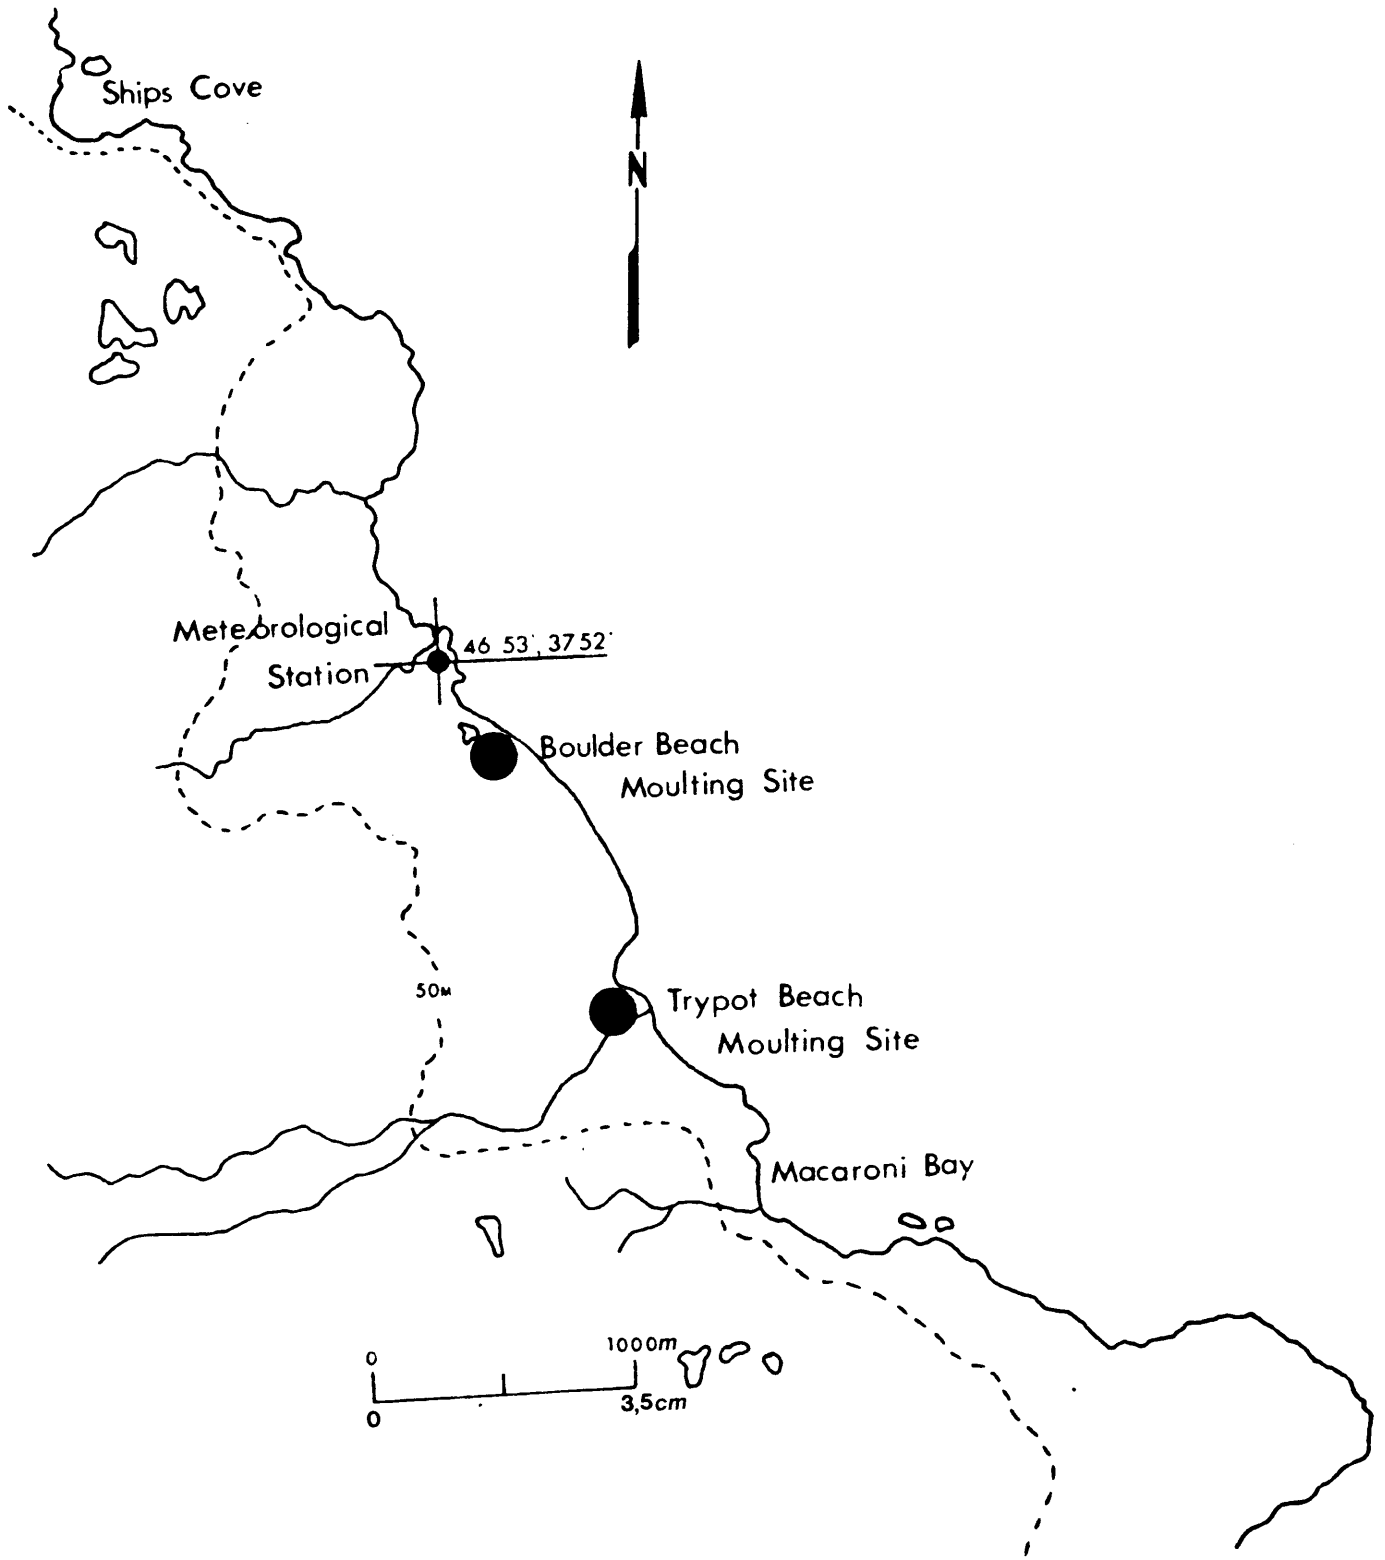 Ships Cove
N
Meteorological
Station
46 53', 37 52'
Boulder Beach
Moulting Site
50M
Trypot Beach
Moulting Site
Macaroni Bay
0
1000m
0
3,5cm